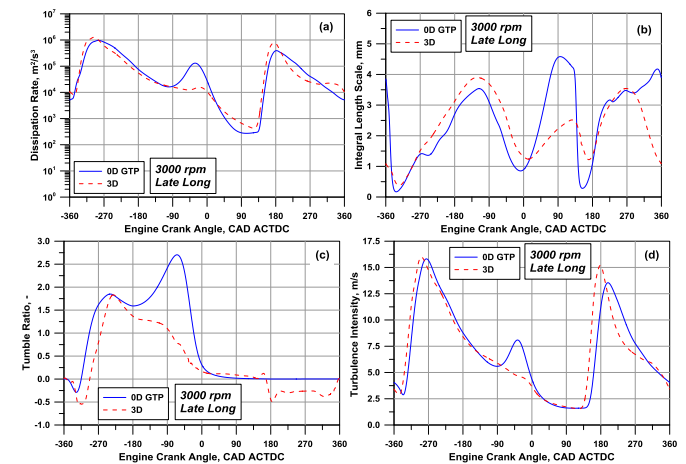 (a)
10⁷
10⁶
10⁵
10⁴
10³
10²
10¹
10⁰
Dissipation Rate, m²/s³
0D GTP
3D
3000 rpm
Late Long
-360 -270 -180 -90 0 90 180 270 360
Engine Crank Angle, CAD ACTDC
(b)
6
5
4
3
2
1
0
Integral Length Scale, mm
0D GTP
3D
3000 rpm
Late Long
-360 -270 -180 -90 0 90 180 270 360
Engine Crank Angle, CAD ACTDC
(c)
3.0
2.5
2.0
1.5
1.0
0.5
0.0
-0.5
-1.0
Tumble Ratio, -
0D GTP
3D
3000 rpm
Late Long
-360 -270 -180 -90 0 90 180 270 360
Engine Crank Angle, CAD ACTDC
(d)
17.5
15.0
12.5
10.0
7.5
5.0
2.5
0.0
Turbulence Intensity, m/s
0D GTP
3D
3000 rpm
Late Long
-360 -270 -180 -90 0 90 180 270 360
Engine Crank Angle, CAD ACTDC